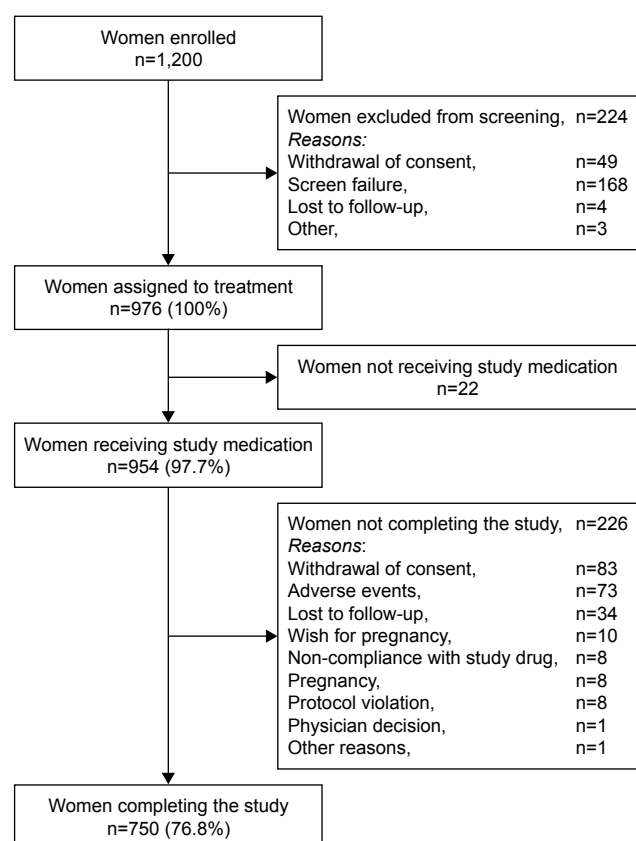 Women enrolled
n=1,200
Women excluded from screening, n=224
Reasons:
Withdrawal of consent, n=49
Screen failure, n=168
Lost to follow-up, n=4
Other, n=3
Women assigned to treatment
n=976 (100%)
Women not receiving study medication
n=22
Women receiving study medication
n=954 (97.7%)
Women not completing the study, n=226
Reasons:
Withdrawal of consent, n=83
Adverse events, n=73
Lost to follow-up, n=34
Wish for pregnancy, n=10
Non-compliance with study drug, n=8
Pregnancy, n=8
Protocol violation, n=8
Physician decision, n=1
Other reasons, n=1
Women completing the study
n=750 (76.8%)